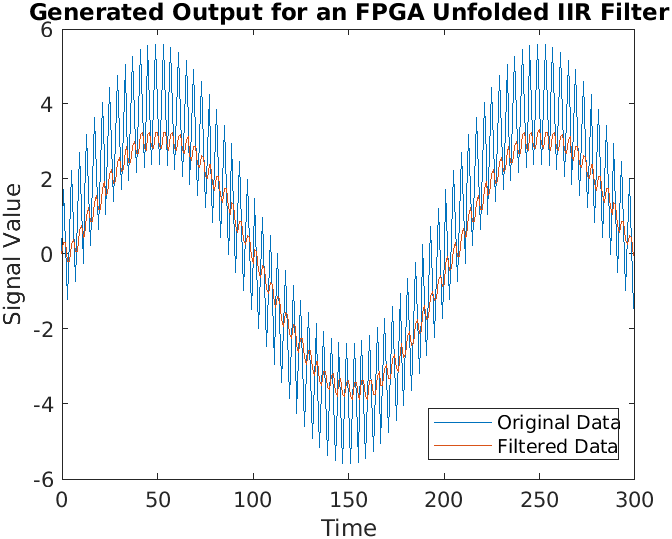 Generated Output for an FPGA Unfolded IIR Filter
6
4
2
0
-2
-4
-6
Signal Value
Original Data
Filtered Data
0
50
100
150
200
250
300
Time